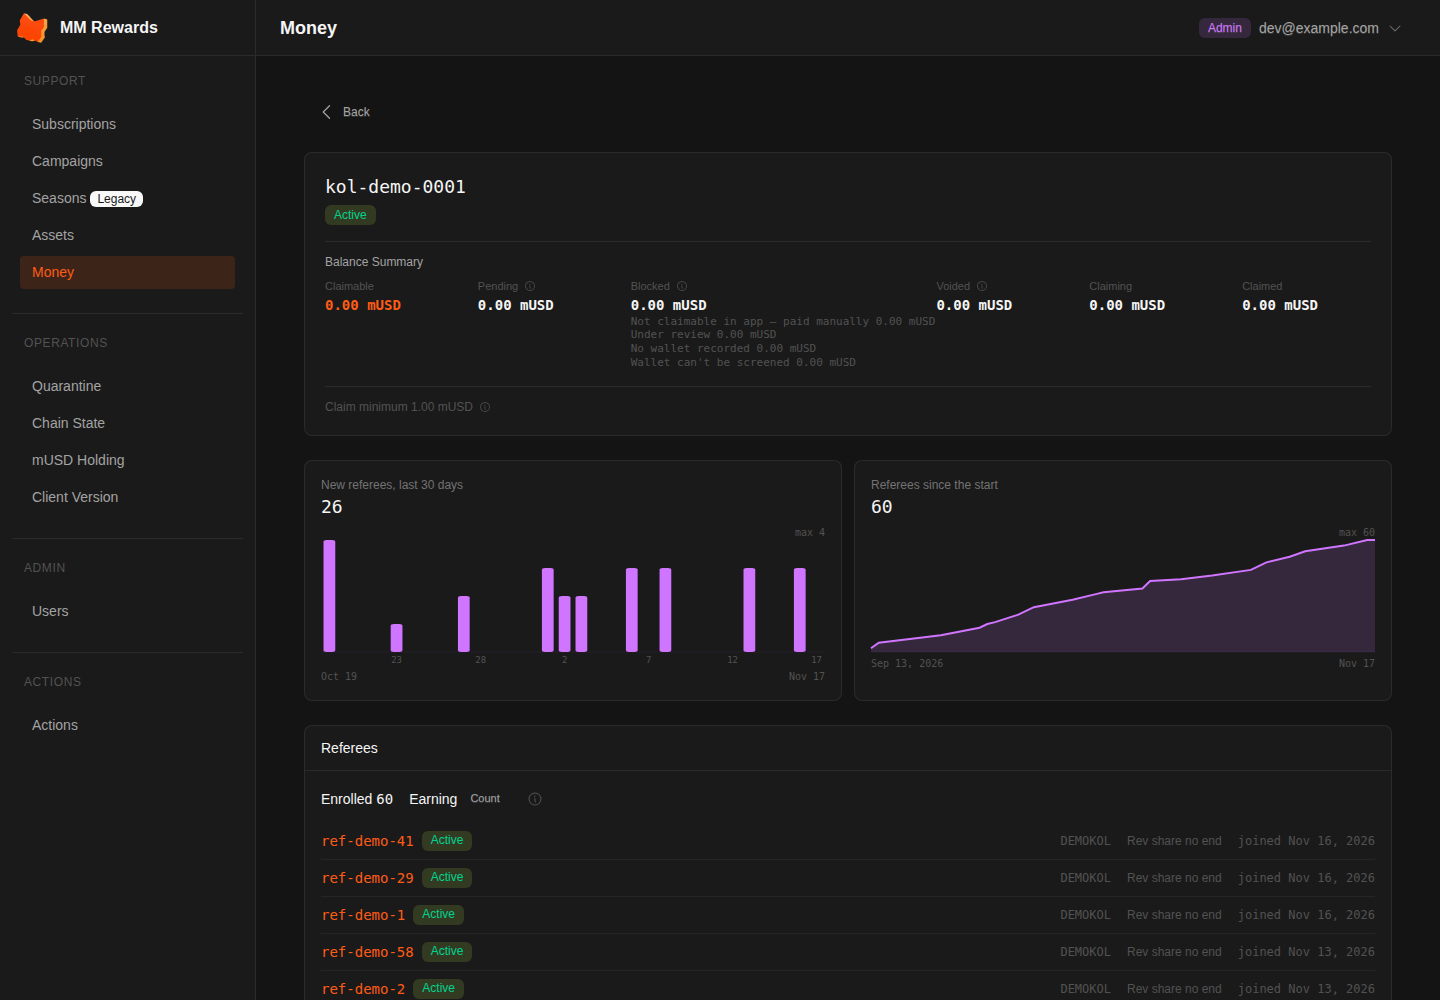 MM Rewards
Money
Admin dev@example.com
SUPPORT
Subscriptions
Campaigns
Seasons Legacy
Assets
Money
OPERATIONS
Quarantine
Chain State
mUSD Holding
Client Version
ADMIN
Users
ACTIONS
Actions
Back
kol-demo-0001
Active
Balance Summary
Claimable Pending Blocked Voided Claiming Claimed
0.00 mUSD 0.00 mUSD 0.00 mUSD 0.00 mUSD 0.00 mUSD 0.00 mUSD
Not claimable in app — paid manually 0.00 mUSD
Under review 0.00 mUSD
No wallet recorded 0.00 mUSD
Wallet can't be screened 0.00 mUSD
Claim minimum 1.00 mUSD
New referees, last 30 days
26
max 4
23 28 2 7 12 17
Oct 19 Nov 17
Referees since the start
60
max 60
Sep 13, 2026 Nov 17
Referees
Enrolled 60 Earning Count
ref-demo-41 Active DEMOKOL Rev share no end joined Nov 16, 2026
ref-demo-29 Active DEMOKOL Rev share no end joined Nov 16, 2026
ref-demo-1 Active DEMOKOL Rev share no end joined Nov 16, 2026
ref-demo-58 Active DEMOKOL Rev share no end joined Nov 13, 2026
ref-demo-2 Active DEMOKOL Rev share no end joined Nov 13, 2026